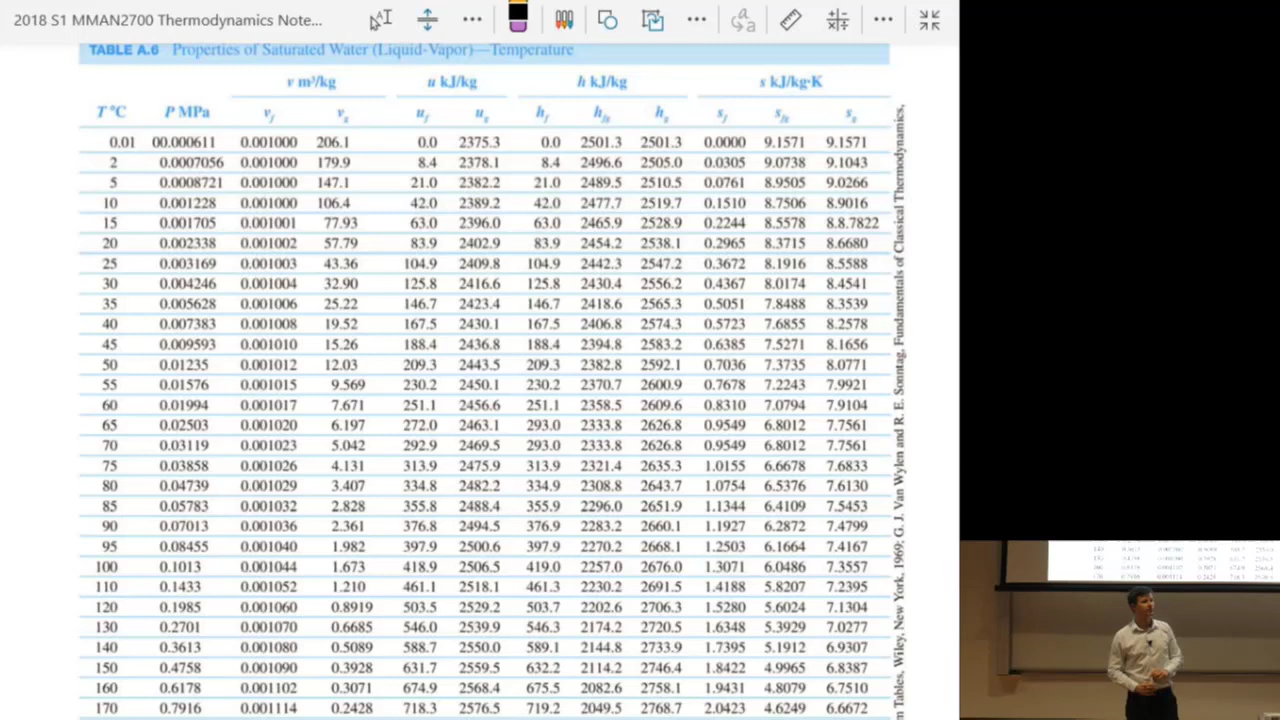 2018 S1 MMAN2700 Thermodynamics Note...
TABLE A.6 Properties of Saturated Water (Liquid-Vapor)—Temperature
v m³/kg u kJ/kg h kJ/kg s kJ/kg·K
T °C P MPa v_f v_g u_f u_g h_f h_fg h_g s_f s_fg s_g
0.01 00.000611 0.001000 206.1 0.0 2375.3 0.0 2501.3 2501.3 0.0000 9.1571 9.1571
2 0.0007056 0.001000 179.9 8.4 2378.1 8.4 2496.6 2505.0 0.0305 9.0738 9.1043
5 0.0008721 0.001000 147.1 21.0 2382.2 21.0 2489.5 2510.5 0.0761 8.9505 9.0266
10 0.001228 0.001000 106.4 42.0 2389.2 42.0 2477.7 2519.7 0.1510 8.7506 8.9016
15 0.001705 0.001001 77.93 63.0 2396.0 63.0 2465.9 2528.9 0.2244 8.5578 8.8.7822
20 0.002338 0.001002 57.79 83.9 2402.9 83.9 2454.2 2538.1 0.2965 8.3715 8.6680
25 0.003169 0.001003 43.36 104.9 2409.8 104.9 2442.3 2547.2 0.3672 8.1916 8.5588
30 0.004246 0.001004 32.90 125.8 2416.6 125.8 2430.4 2556.2 0.4367 8.0174 8.4541
35 0.005628 0.001006 25.22 146.7 2423.4 146.7 2418.6 2565.3 0.5051 7.8488 8.3539
40 0.007383 0.001008 19.52 167.5 2430.1 167.5 2406.8 2574.3 0.5723 7.6855 8.2578
45 0.009593 0.001010 15.26 188.4 2436.8 188.4 2394.8 2583.2 0.6385 7.5271 8.1656
50 0.01235 0.001012 12.03 209.3 2443.5 209.3 2382.8 2592.1 0.7036 7.3735 8.0771
55 0.01576 0.001015 9.569 230.2 2450.1 230.2 2370.7 2600.9 0.7678 7.2243 7.9921
60 0.01994 0.001017 7.671 251.1 2456.6 251.1 2358.5 2609.6 0.8310 7.0794 7.9104
65 0.02503 0.001020 6.197 272.0 2463.1 293.0 2333.8 2626.8 0.9549 6.8012 7.7561
70 0.03119 0.001023 5.042 292.9 2469.5 293.0 2333.8 2626.8 0.9549 6.8012 7.7561
75 0.03858 0.001026 4.131 313.9 2475.9 313.9 2321.4 2635.3 1.0155 6.6678 7.6833
80 0.04739 0.001029 3.407 334.8 2482.2 334.9 2308.8 2643.7 1.0754 6.5376 7.6130
85 0.05783 0.001032 2.828 355.8 2488.4 355.9 2296.0 2651.9 1.1344 6.4109 7.5453
90 0.07013 0.001036 2.361 376.8 2494.5 376.9 2283.2 2660.1 1.1927 6.2872 7.4799
95 0.08455 0.001040 1.982 397.9 2500.6 397.9 2270.2 2668.1 1.2503 6.1664 7.4167
100 0.1013 0.001044 1.673 418.9 2506.5 419.0 2257.0 2676.0 1.3071 6.0486 7.3557
110 0.1433 0.001052 1.210 461.1 2518.1 461.3 2230.2 2691.5 1.4188 5.8207 7.2395
120 0.1985 0.001060 0.8919 503.5 2529.2 503.7 2202.6 2706.3 1.5280 5.6024 7.1304
130 0.2701 0.001070 0.6685 546.0 2539.9 546.3 2174.2 2720.5 1.6348 5.3929 7.0277
140 0.3613 0.001080 0.5089 588.7 2550.0 589.1 2144.8 2733.9 1.7395 5.1912 6.9307
150 0.4758 0.001090 0.3928 631.7 2559.5 632.2 2114.2 2746.4 1.8422 4.9965 6.8387
160 0.6178 0.001102 0.3071 674.9 2568.4 675.5 2082.6 2758.1 1.9431 4.8079 6.7510
170 0.7916 0.001114 0.2428 718.3 2576.5 719.2 2049.5 2768.7 2.0423 4.6249 6.6672
m Tables, Wiley, New York, 1969; G. J. Van Wylen and R. E. Sonntag, Fundamentals of Classical Thermodynamics,